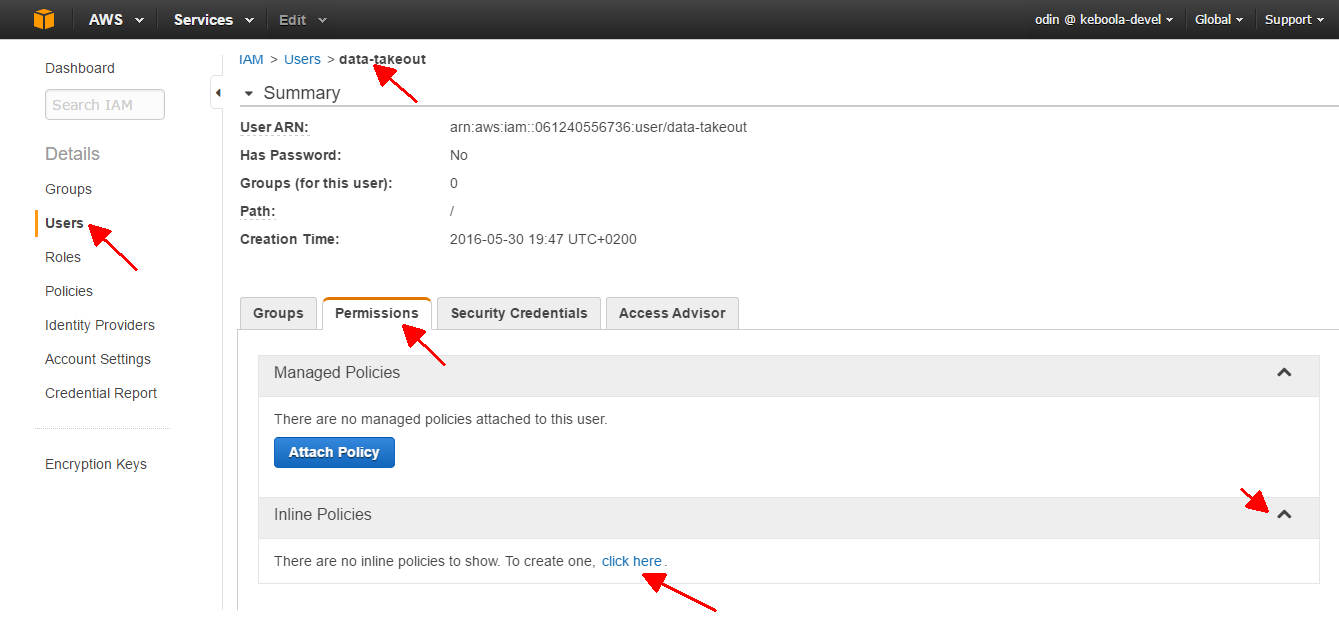 AWS Services Edit odin @ keboola-devel Global Support
Dashboard
Search IAM
Details
Groups
Users
Roles
Policies
Identity Providers
Account Settings
Credential Report
Encryption Keys
IAM > Users > data-takeout
Summary
User ARN: arn:aws:iam::061240556736:user/data-takeout
Has Password: No
Groups (for this user): 0
Path: /
Creation Time: 2016-05-30 19:47 UTC+0200
Groups Permissions Security Credentials Access Advisor
Managed Policies
There are no managed policies attached to this user.
Attach Policy
Inline Policies
There are no inline policies to show. To create one, click here.